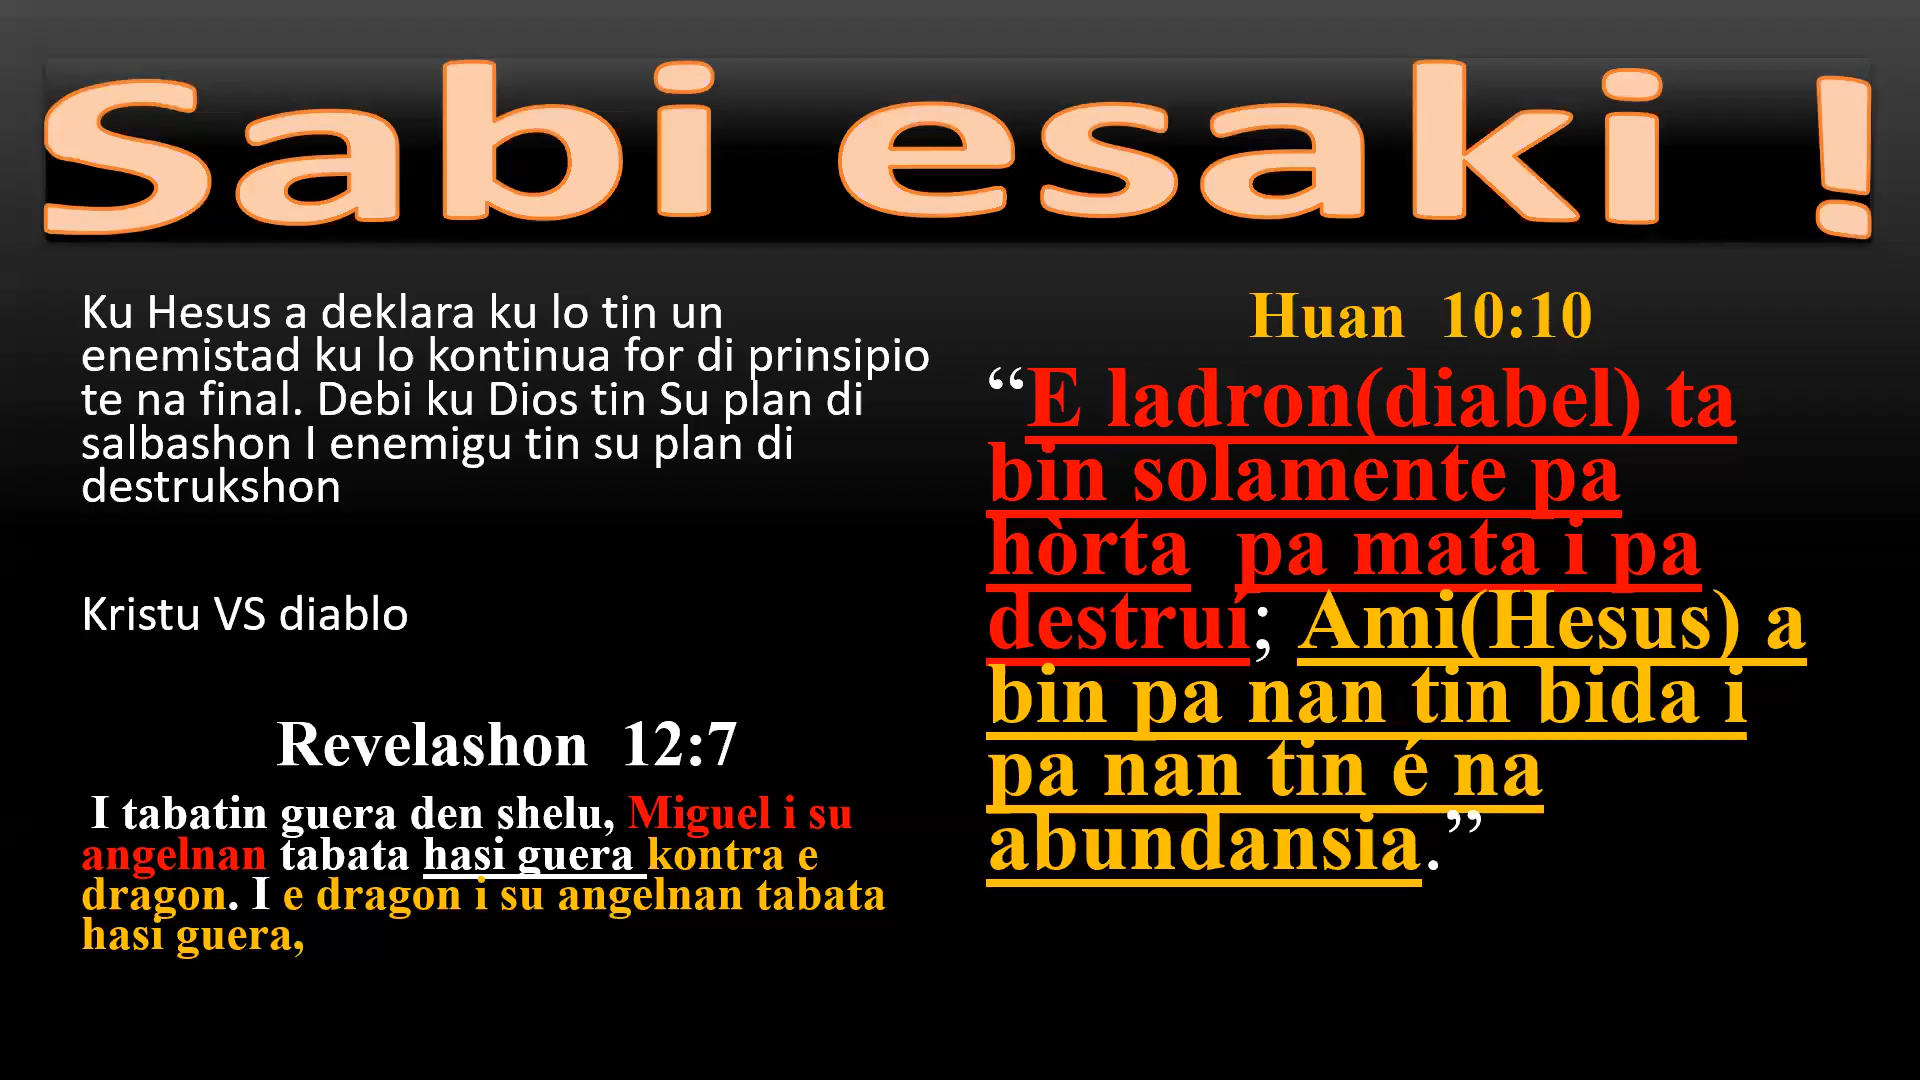 Sabi esaki !
Ku Hesus a deklara ku lo tin un
enemistad ku lo kontinua for di prinsipio
te na final. Debi ku Dios tin Su plan di
salbashon I enemigu tin su plan di
destrukshon
Kristu VS diablo
Revelashon 12:7
I tabatin guera den shelu, Miguel i su
angelnan tabata hasi guera kontra e
dragon. I e dragon i su angelnan tabata
hasi guera,
Huan 10:10
“E ladron(diabel) ta
bin solamente pa
hòrta pa mata i pa
destruí; Ami(Hesus) a
bin pa nan tin bida i
pa nan tin é na
abundansia.”